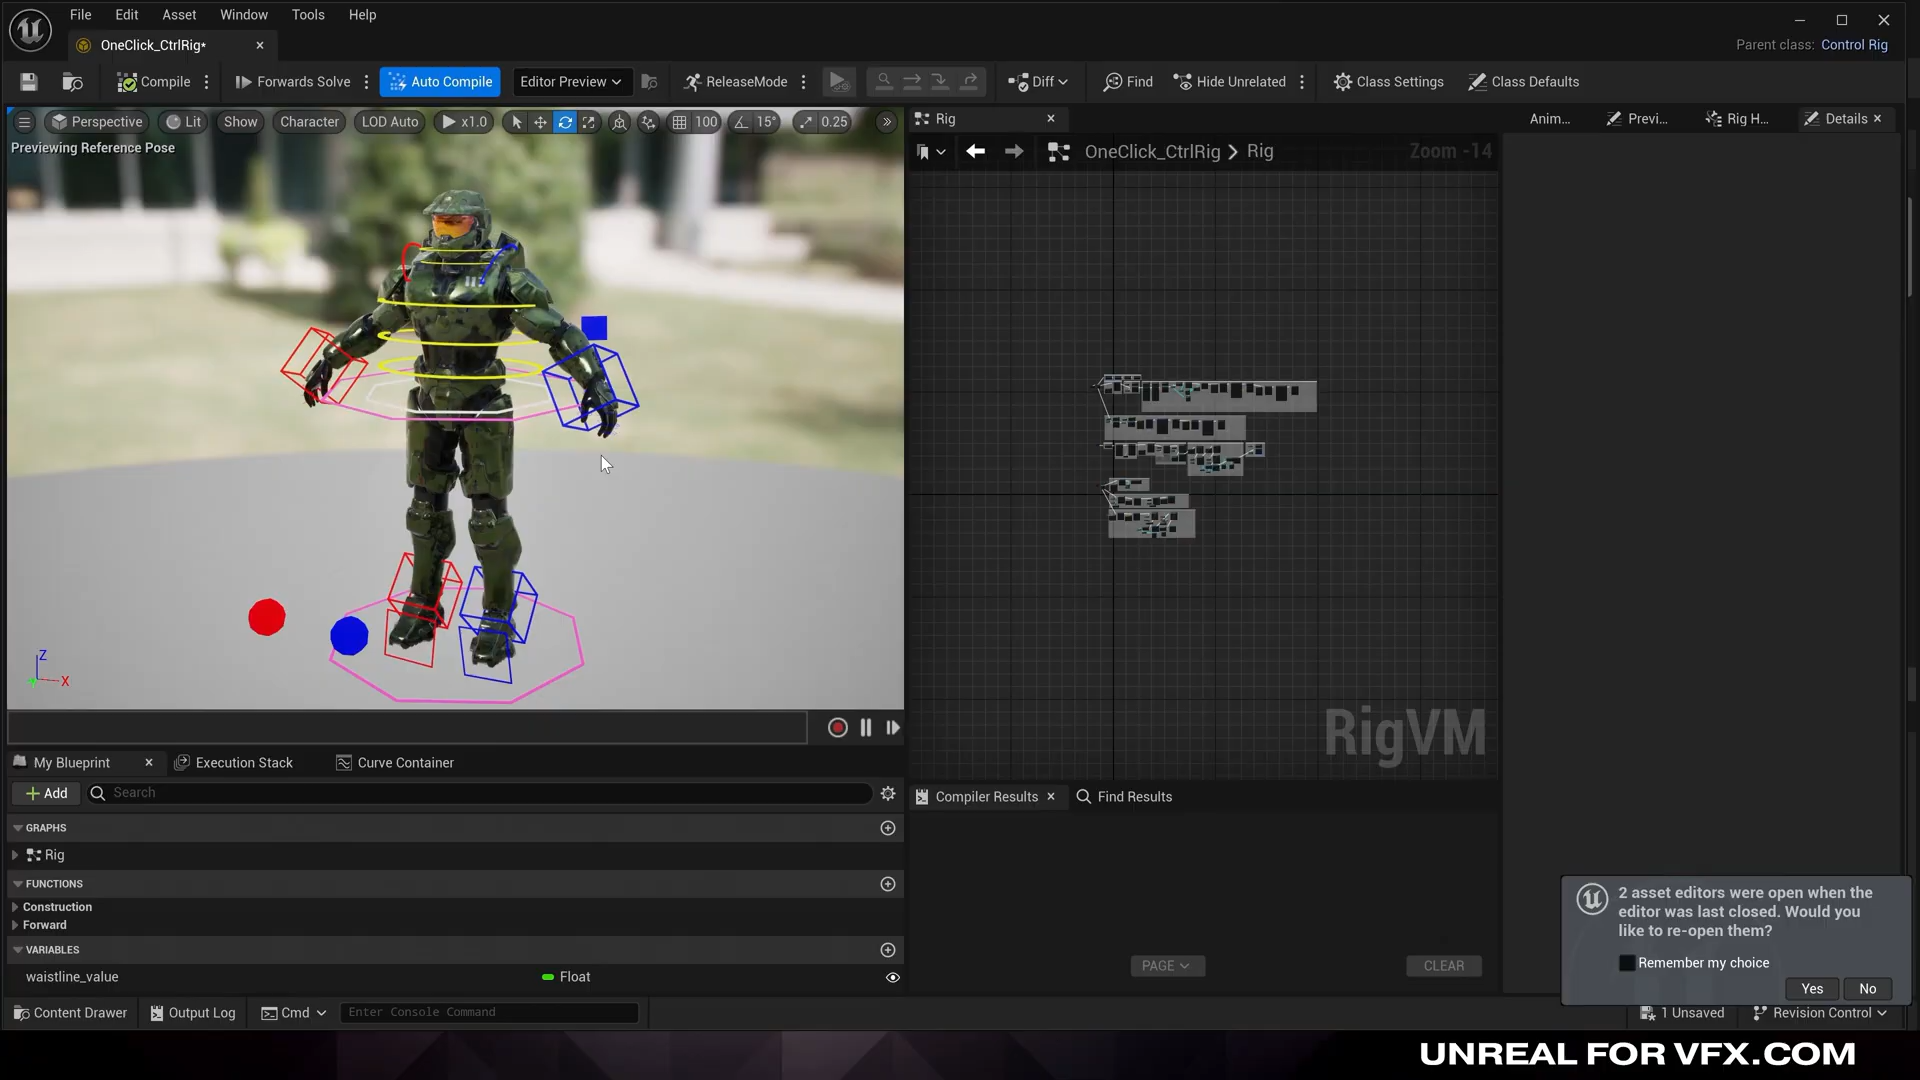 File Edit Asset Window Tools Help
OneClick_CtrlRig*
Parent class: Control Rig
Compile Forwards Solve Auto Compile Editor Preview ReleaseMode Diff Find Hide Unrelated Class Settings Class Defaults
Perspective Lit Show Character LOD Auto x1.0 100 15° 0.25
Previewing Reference Pose
Rig
Anim... Previ... Rig H... Details
OneClick_CtrlRig > Rig Zoom -14
Z
X
RigVM
My Blueprint Execution Stack Curve Container
Add Search
GRAPHS
Rig
FUNCTIONS
Construction
Forward
VARIABLES
waistline_value Float
Compiler Results Find Results
PAGE CLEAR
2 asset editors were open when the
editor was last closed. Would you
like to re-open them?
Remember my choice
Yes No
Content Drawer Output Log Cmd Enter Console Command 1 Unsaved Revision Control
UNREAL FOR VFX.COM